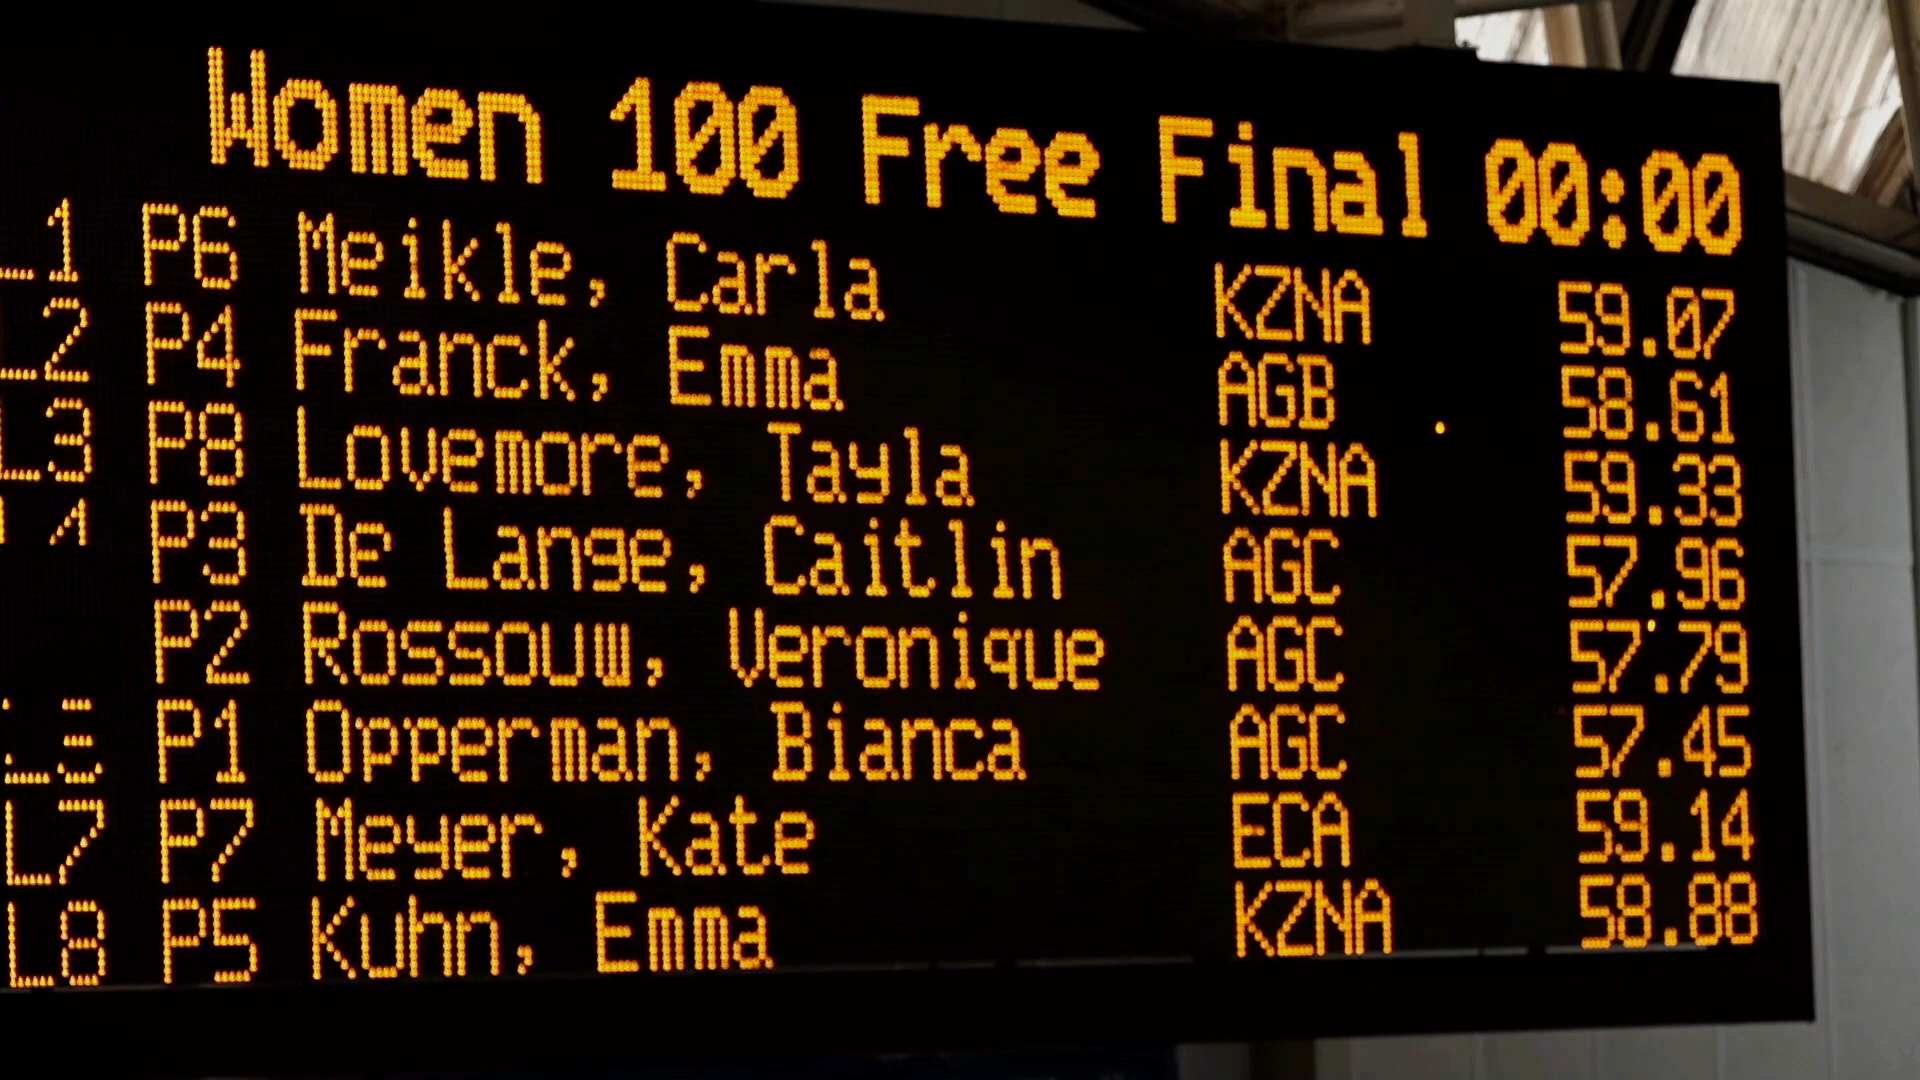 Women 100 Free Final 00:00
L1 P6 Meikle, Carla KZNA 59.07
L2 P4 Franck, Emma AGB 58.61
L3 P8 Lovemore, Tayla KZNA 59.33
P3 De Lange, Caitlin AGC 57.96
P2 Rossouw, Veronique AGC 57.79
P1 Opperman, Bianca AGC 57.45
L7 P7 Meyer, Kate ECA 59.14
L8 P5 Kuhn, Emma KZNA 58.88